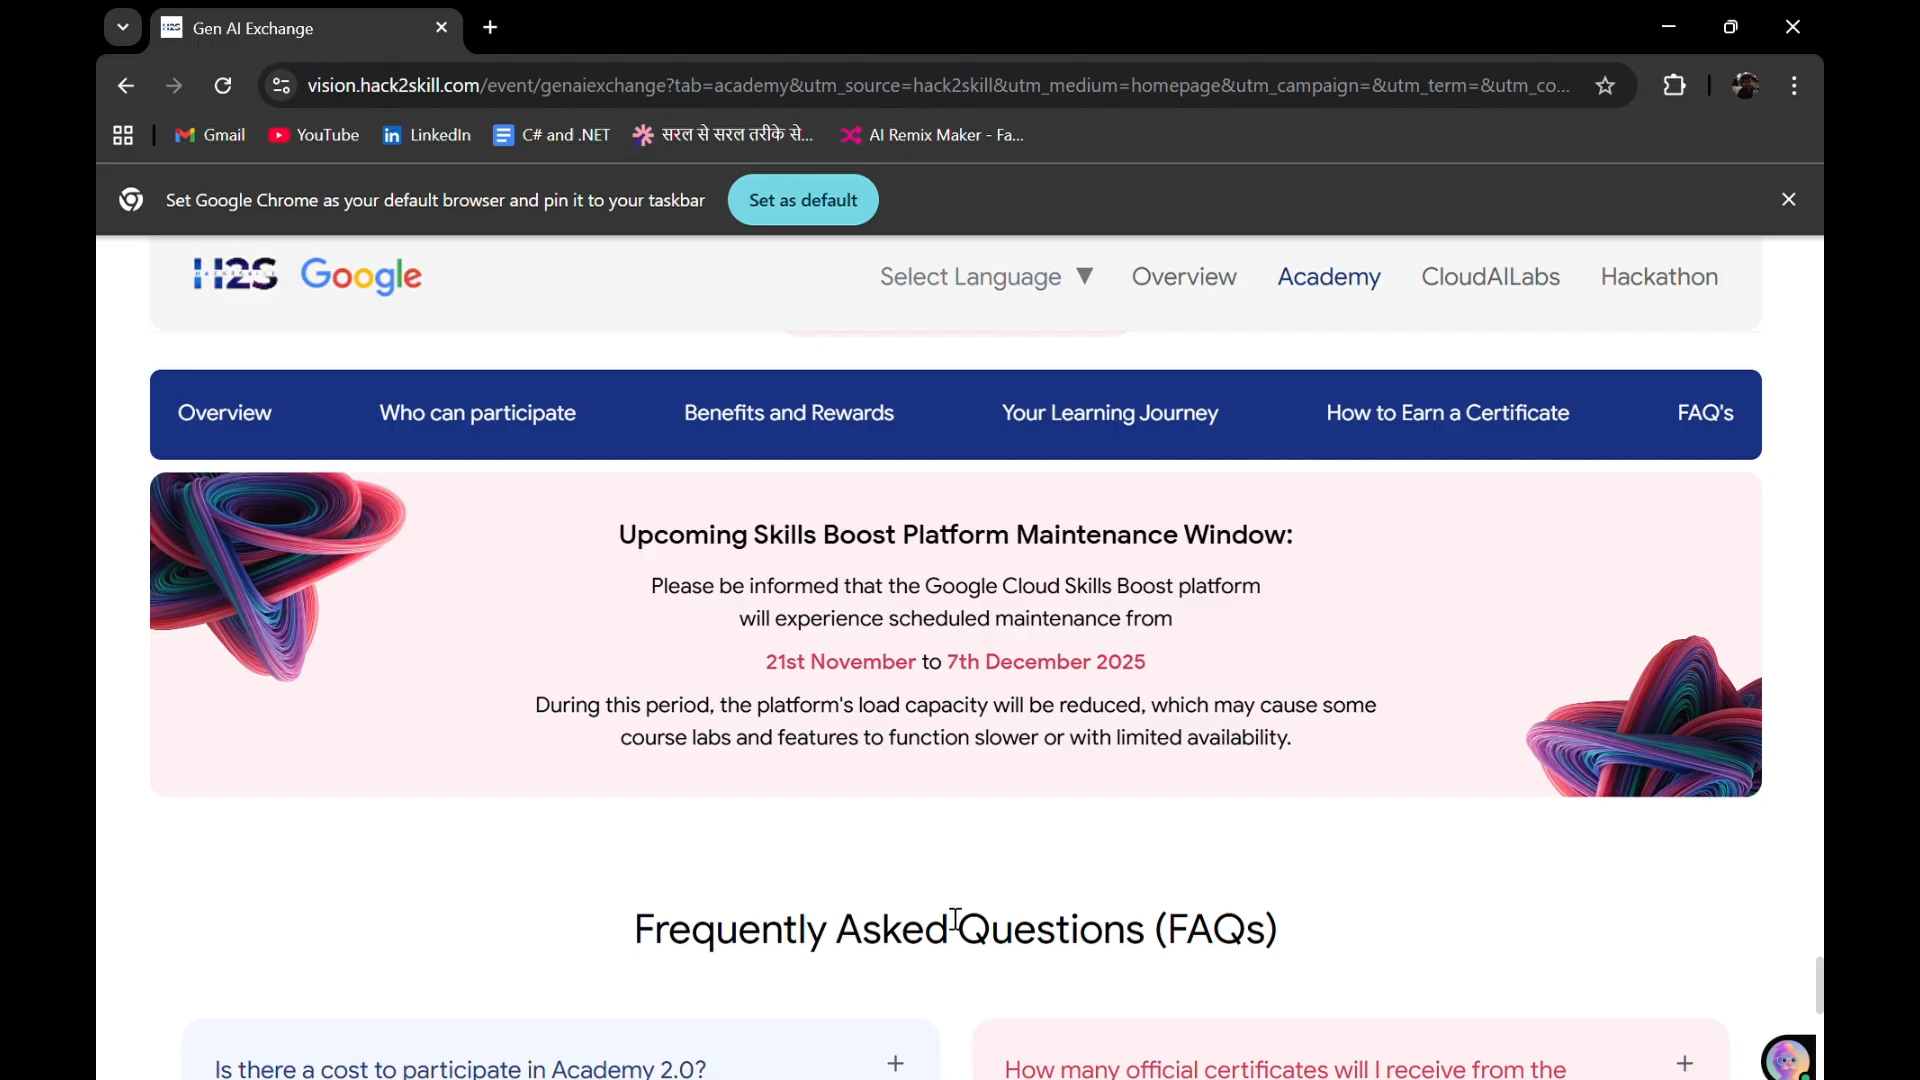 Gen AI Exchange
vision.hack2skill.com/event/genaiexchange?tab=academy&utm_source=hack2skill&utm_medium=homepage&utm_campaign=&utm_term=&utm_co...
Gmail
YouTube
LinkedIn
C# and .NET
सरल से सरल तरीके से...
AI Remix Maker - Fa...
Set Google Chrome as your default browser and pin it to your taskbar
Set as default
H2S Google
Select Language ▼
Overview
Academy
CloudAILabs
Hackathon
Overview
Who can participate
Benefits and Rewards
Your Learning Journey
How to Earn a Certificate
FAQ's
Upcoming Skills Boost Platform Maintenance Window:
Please be informed that the Google Cloud Skills Boost platform
will experience scheduled maintenance from
21st November to 7th December 2025
During this period, the platform's load capacity will be reduced, which may cause some
course labs and features to function slower or with limited availability.
Frequently Asked Questions (FAQs)
Is there a cost to participate in Academy 2.0? +
How many official certificates will I receive from the +